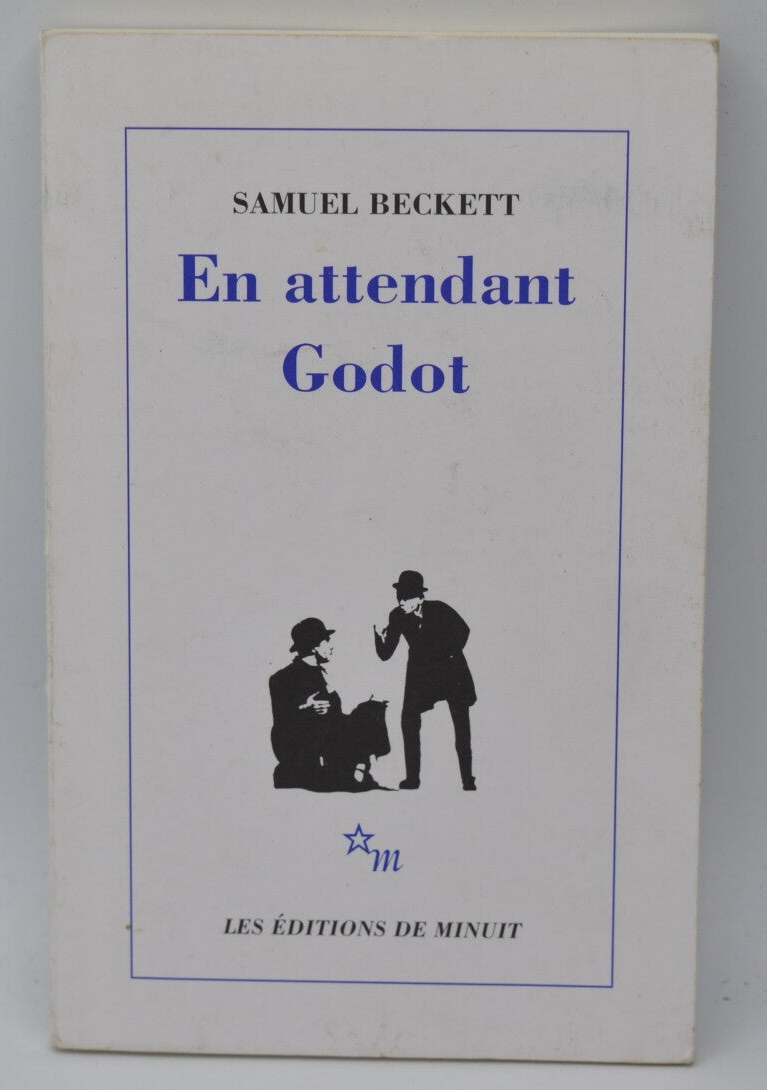 SAMUEL BECKETT
En attendant
Godot
m
LES ÉDITIONS DE MINUIT